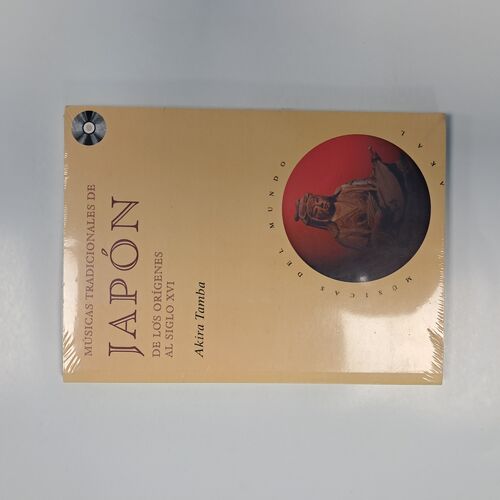 MÚSICAS TRADICIONALES DE
JAPÓN
DE LOS ORÍGENES
AL SIGLO XVI
Akira Tamba
MÚSICAS DEL MUNDO
AKAL